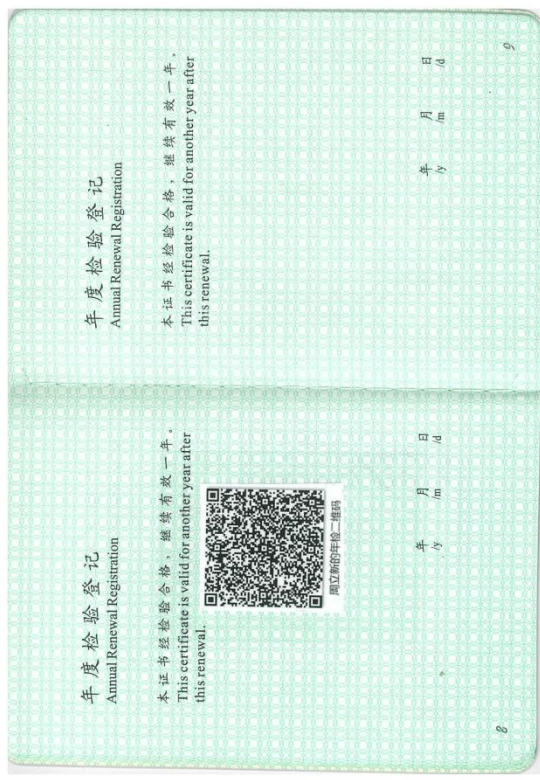 年度检验登记
Annual Renewal Registration
本证书经检验合格，继续有效一年。
This certificate is valid for another year after
this renewal.
周立新的年检二维码
年 月 日
/y /m /d
8
年度检验登记
Annual Renewal Registration
本证书经检验合格，继续有效一年。
This certificate is valid for another year after
this renewal.
年 月 日
/y /m /d
9